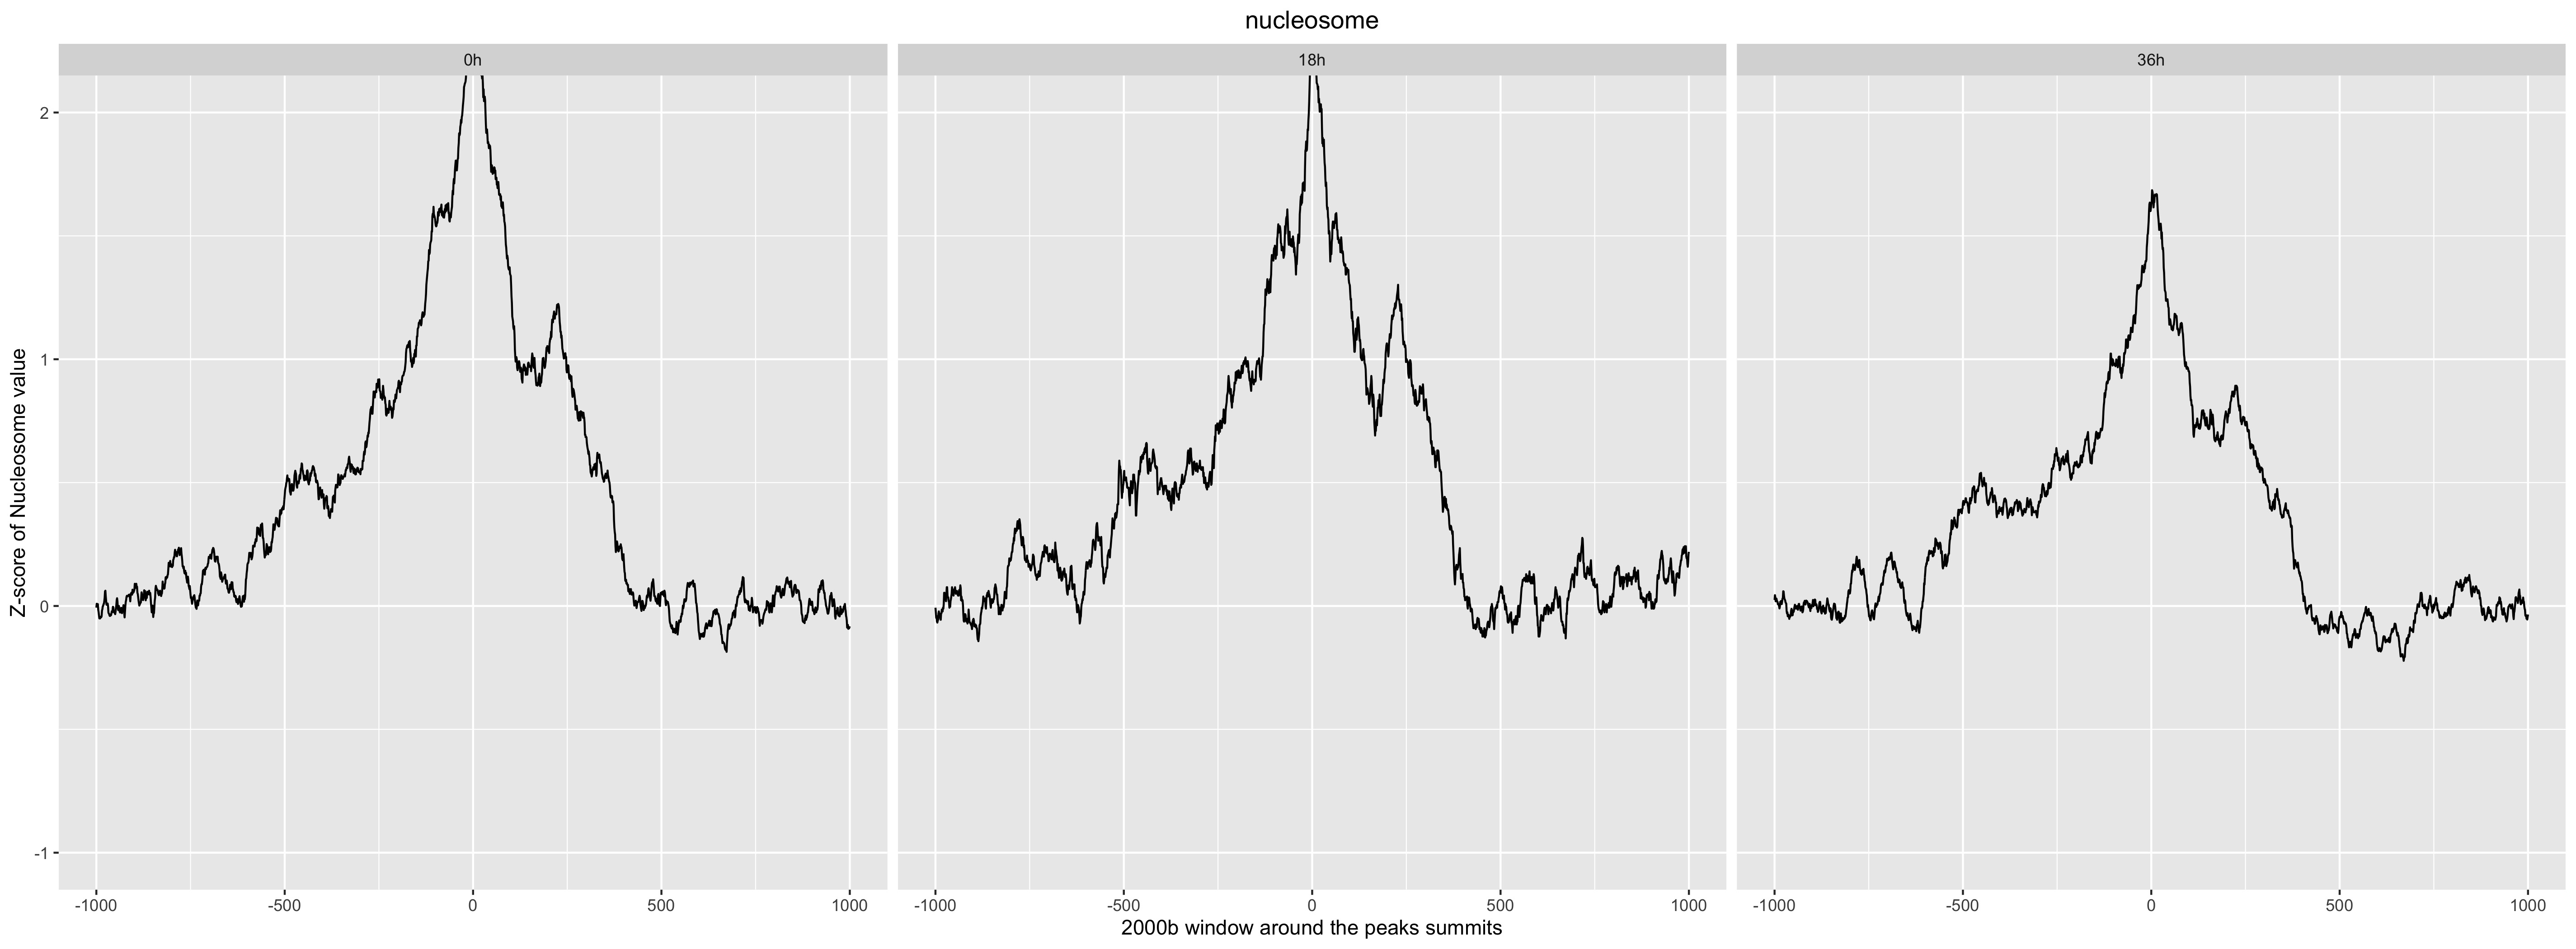 nucleosome
0h 18h 36h
Z-score of Nucleosome value
2
1
0
-1
-1000 -500 0 500 1000 -1000 -500 0 500 1000 -1000 -500 0 500 1000
2000b window around the peaks summits